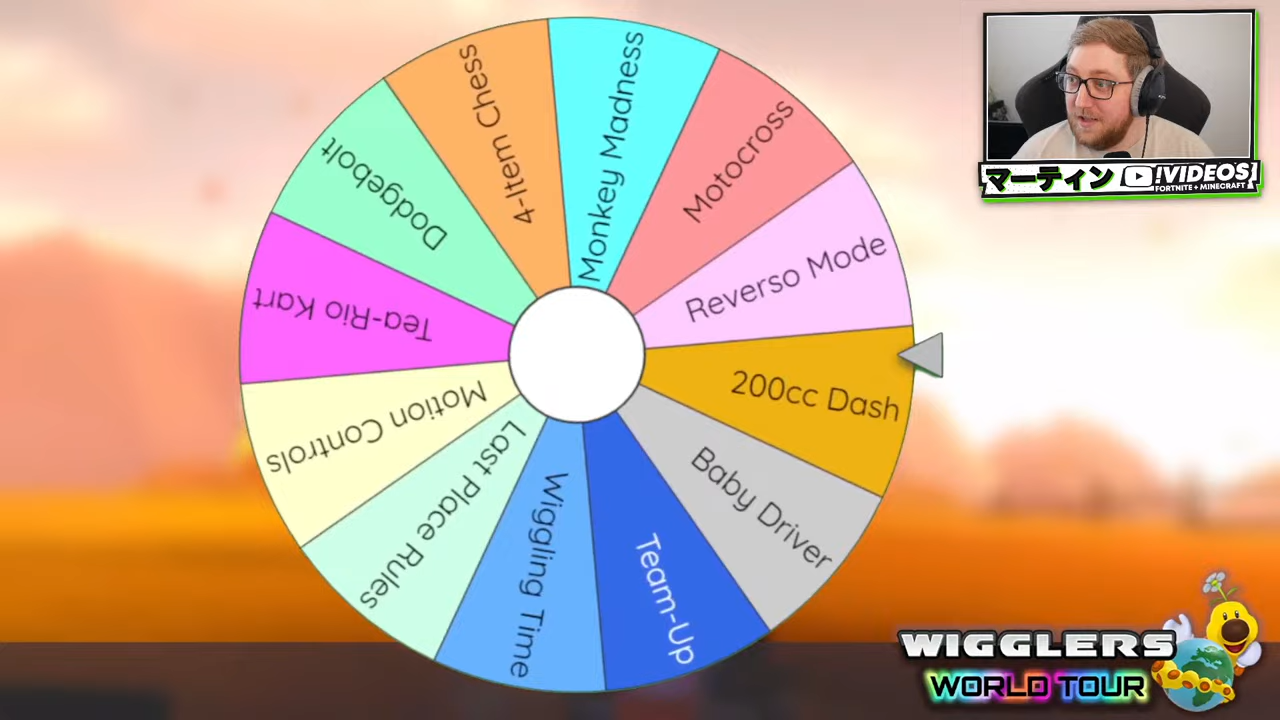 4-Item Chess
Monkey Madness
Motocross
Reverso Mode
200cc Dash
Baby Driver
Team-Up
Wiggling Time
Last Place Rules
Motion Controls
Tea-Rio Kart
Dodgebolt
マーティン
!VIDEOS
FORTNITE + MINECRAFT
WIGGLERS
WORLD TOUR